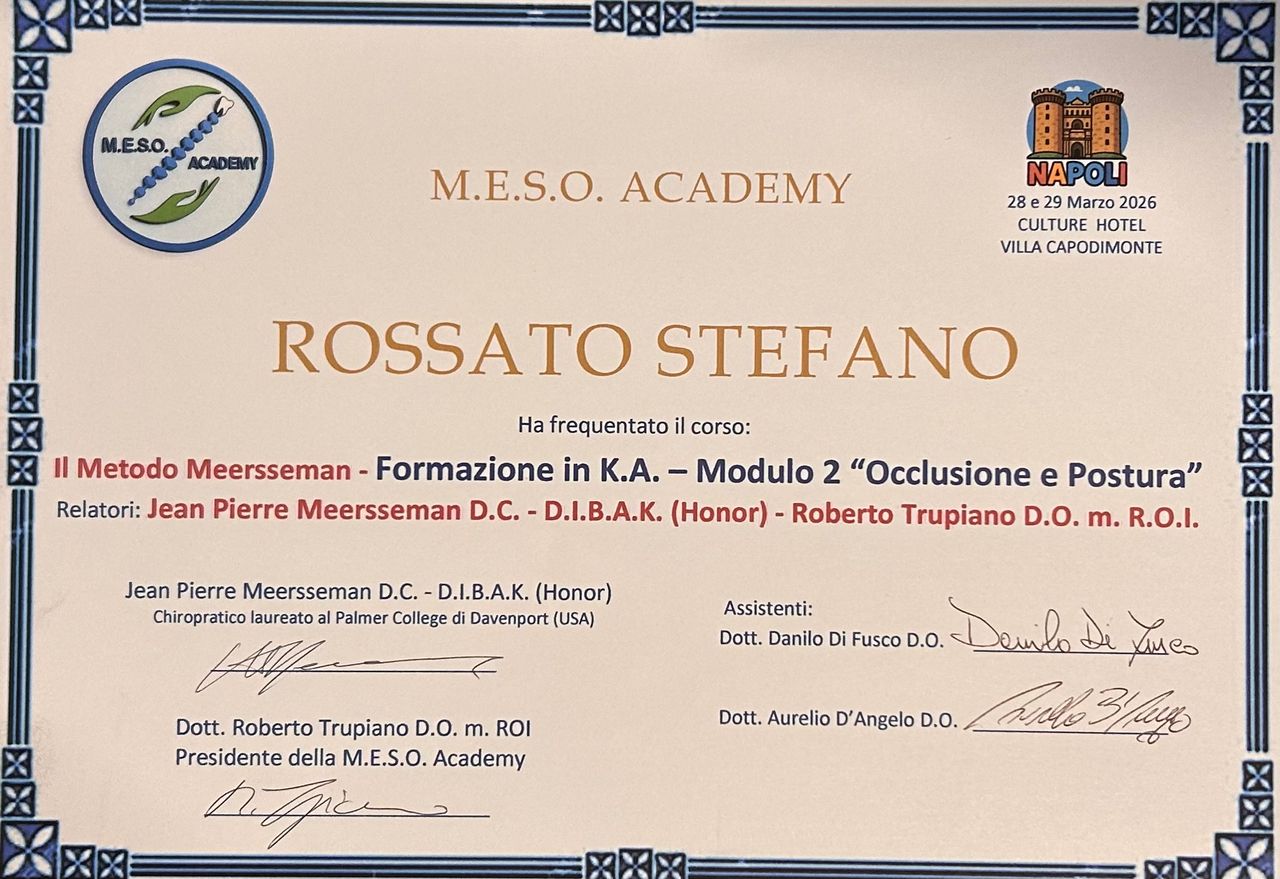 M.E.S.O.
ACADEMY
NAPOLI
28 e 29 Marzo 2026
CULTURE HOTEL
VILLA CAPODIMONTE
M.E.S.O. ACADEMY
ROSSATO STEFANO
Ha frequentato il corso:
Il Metodo Meersseman - Formazione in K.A. – Modulo 2 “Occlusione e Postura”
Relatori: Jean Pierre Meersseman D.C. - D.I.B.A.K. (Honor) - Roberto Trupiano D.O. m. R.O.I.
Jean Pierre Meersseman D.C. - D.I.B.A.K. (Honor)
Chiropratico laureato al Palmer College di Davenport (USA)
Dott. Roberto Trupiano D.O. m. ROI
Presidente della M.E.S.O. Academy
Assistenti:
Dott. Danilo Di Fusco D.O. Danilo Di Fusco
Dott. Aurelio D’Angelo D.O.